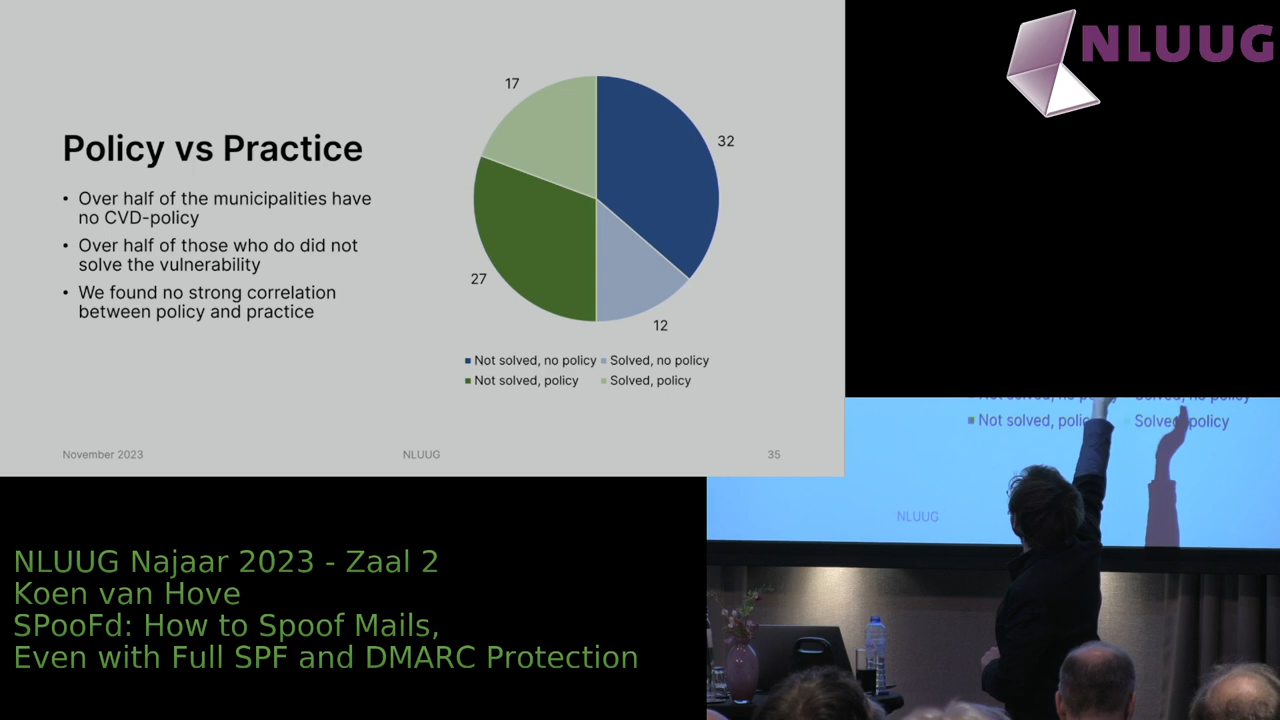 NLUUG
Policy vs Practice
• Over half of the municipalities have
no CVD-policy
• Over half of those who do did not
solve the vulnerability
• We found no strong correlation
between policy and practice
17
32
27
12
Not solved, no policy Solved, no policy
Not solved, policy Solved, policy
November 2023 NLUUG 35
Not solved, polic Solved policy
NLUUG
NLUUG Najaar 2023 - Zaal 2
Koen van Hove
SPooFd: How to Spoof Mails,
Even with Full SPF and DMARC Protection